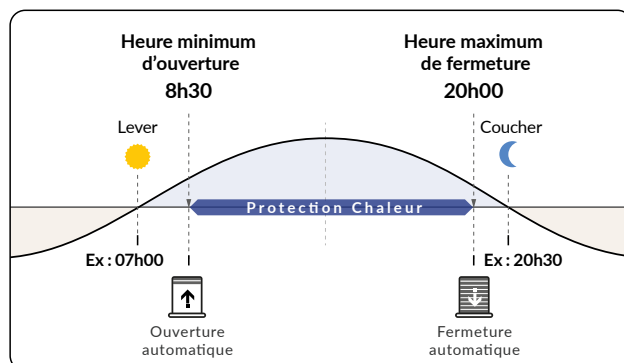 Heure minimum
d'ouverture
8h30
Heure maximum
de fermeture
20h00
Lever
Coucher
Protection Chaleur
Ex : 07h00
Ex : 20h30
Ouverture
automatique
Fermeture
automatique